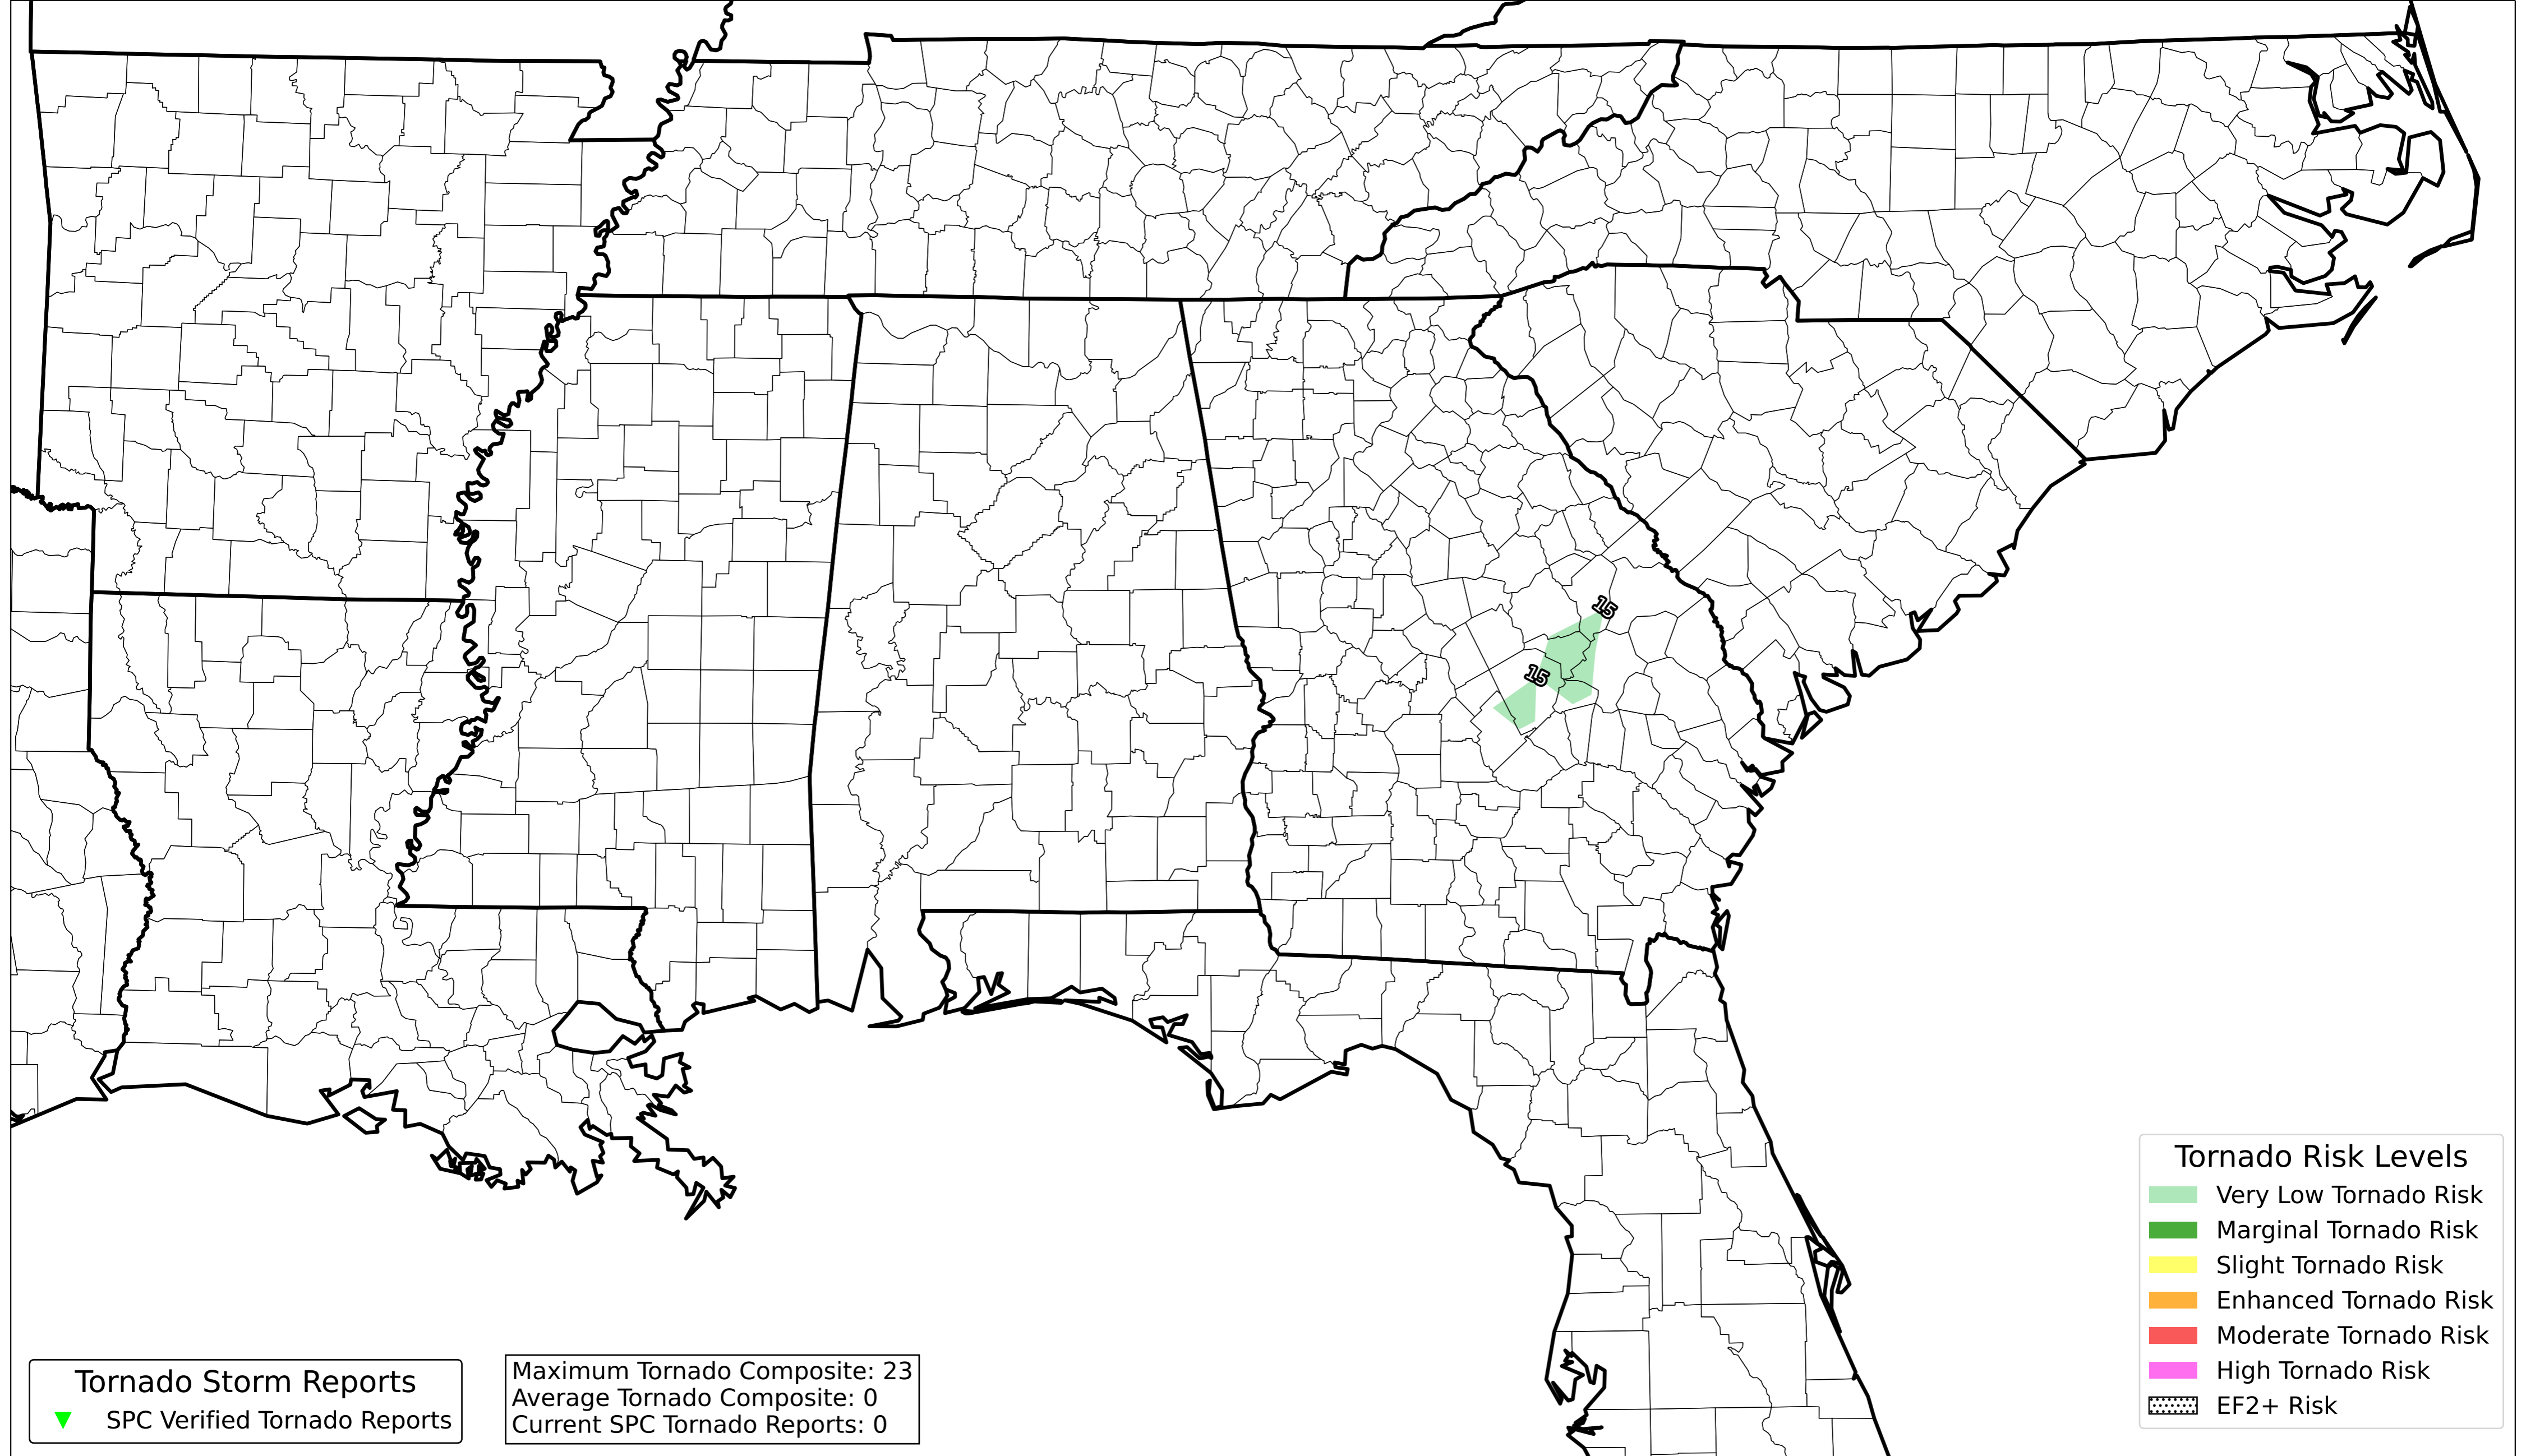 15
15
Tornado Risk Levels
Very Low Tornado Risk
Marginal Tornado Risk
Slight Tornado Risk
Enhanced Tornado Risk
Moderate Tornado Risk
High Tornado Risk
EF2+ Risk
Tornado Storm Reports
SPC Verified Tornado Reports
Maximum Tornado Composite: 23
Average Tornado Composite: 0
Current SPC Tornado Reports: 0